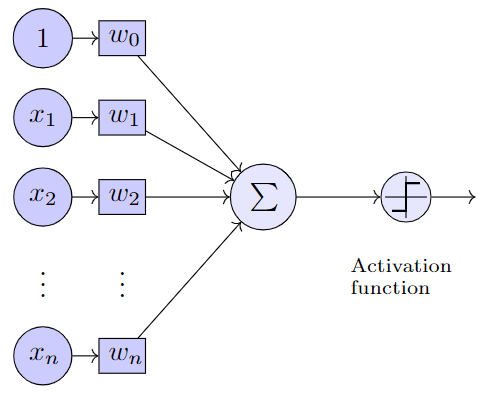 1 w₀
x₁ w₁
x₂ w₂ Σ
⋮ ⋮
Activation
function
xₙ wₙ